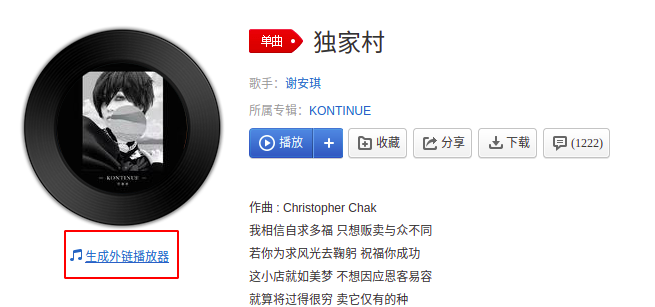 单曲 独家村
歌手：谢安琪
所属专辑：KONTINUE
播放 + 收藏 分享 下载 (1222)
KONTINUE
生成外链播放器
作曲 : Christopher Chak
我相信自求多福 只想贩卖与众不同
若你为求风光去鞠躬 祝福你成功
这小店就如美梦 不想因应恩客易容
就算将过得很穷 卖它仅有的种